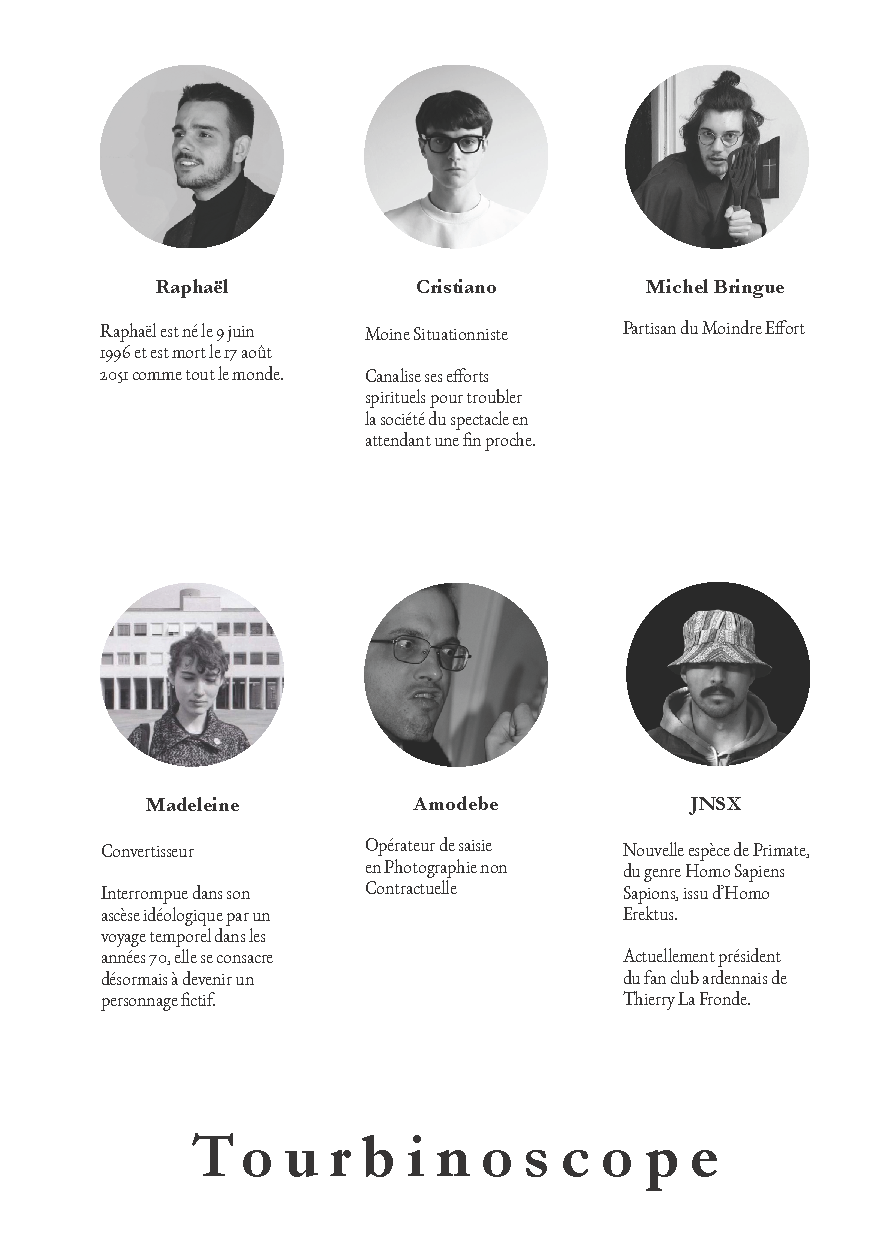 Raphaël
Raphaël est né le 9 juin
1996 et est mort le 17 août
2051 comme tout le monde.
Cristiano
Moine Situationniste
Canalise ses efforts
spirituels pour troubler
la société du spectacle en
attendant une fin proche.
Michel Bringue
Partisan du Moindre Effort
Madeleine
Convertisseur
Interrompue dans son
ascèse idéologique par un
voyage temporel dans les
années 70, elle se consacre
désormais à devenir un
personnage fictif.
Amodebe
Opérateur de saisie
en Photographie non
Contractuelle
JNSX
Nouvelle espèce de Primate,
du genre Homo Sapiens
Sapions, issu d'Homo
Erektus.
Actuellement président
du fan club ardennais de
Thierry La Fronde.
Tourbinoscope